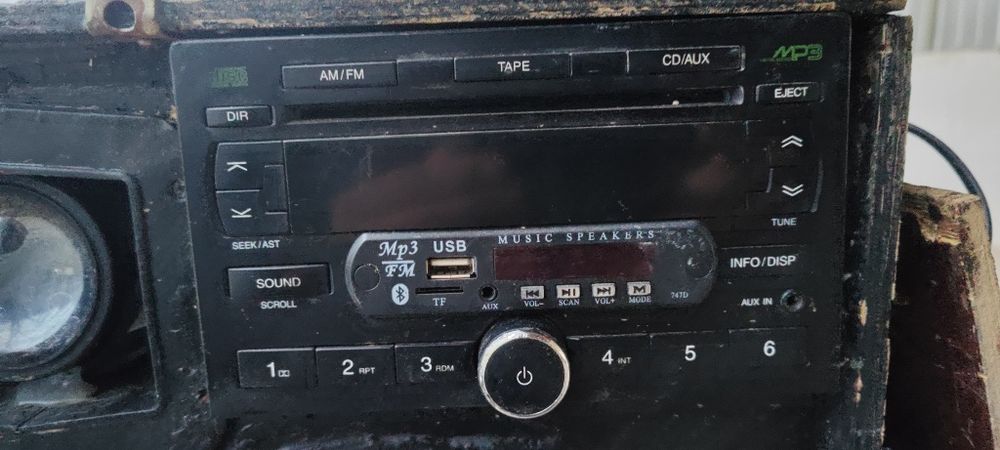 AM/FM
TAPE
CD/AUX
MP3
DIR
EJECT
SEEK/AST
TUNE
Mp3
FM
USB
MUSIC SPEAKERS
TF
AUX
VOL-
SCAN
VOL+
MODE
747D
SOUND
SCROLL
INFO/DISP
AUX IN
1
2 RPT
3 RDM
4 INT
5
6